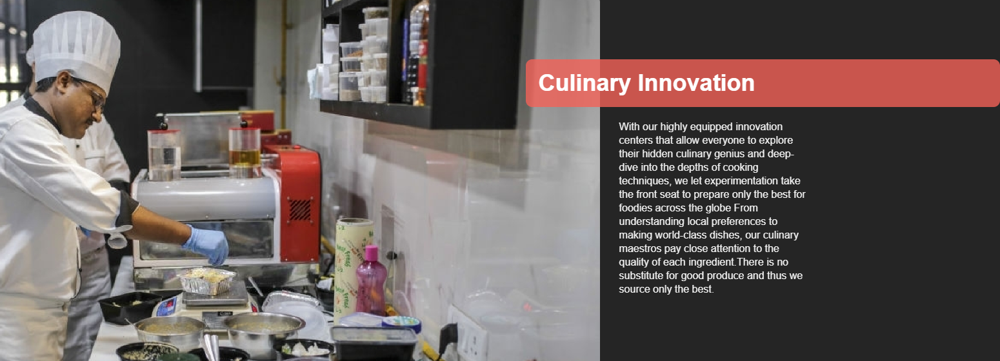 Culinary Innovation
With our highly equipped innovation
centers that allow everyone to explore
their hidden culinary genius and deep-
dive into the depths of cooking
techniques, we let experimentation take
the front seat to prepare only the best for
foodies across the globe From
understanding local preferences to
making world-class dishes, our culinary
maestros pay close attention to the
quality of each ingredient.There is no
substitute for good produce and thus we
source only the best.